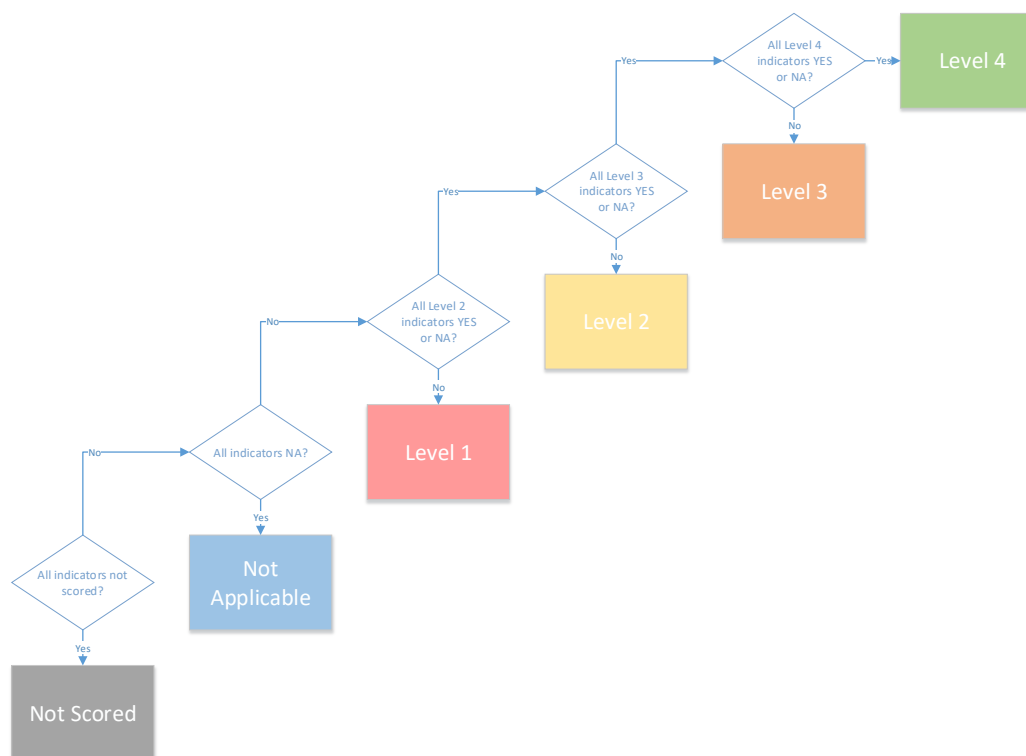 All Level 4
indicators YES
or NA?
Yes
Level 4
Yes
No
All Level 3
indicators YES
or NA?
Level 3
Yes
No
All Level 2
indicators YES
or NA?
Level 2
No
No
All indicators NA?
Level 1
No
Yes
All indicators not
scored?
Not
Applicable
Yes
Not Scored